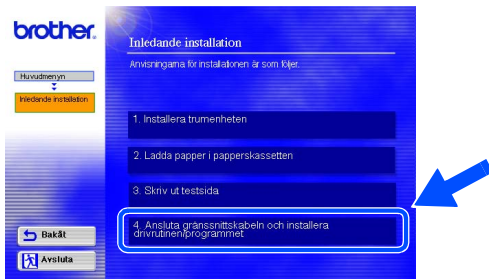 brother.
Huvudmenyn
Inledande installation
Bakåt
Avsluta
Inledande installation
Anvisningarna för installationen är som följer.
1. Installera trumenheten
2. Ladda papper i papperskassetten
3. Skriv ut testsida
4. Ansluta gränssnittskabeln och installera
drivrutinen/programmet